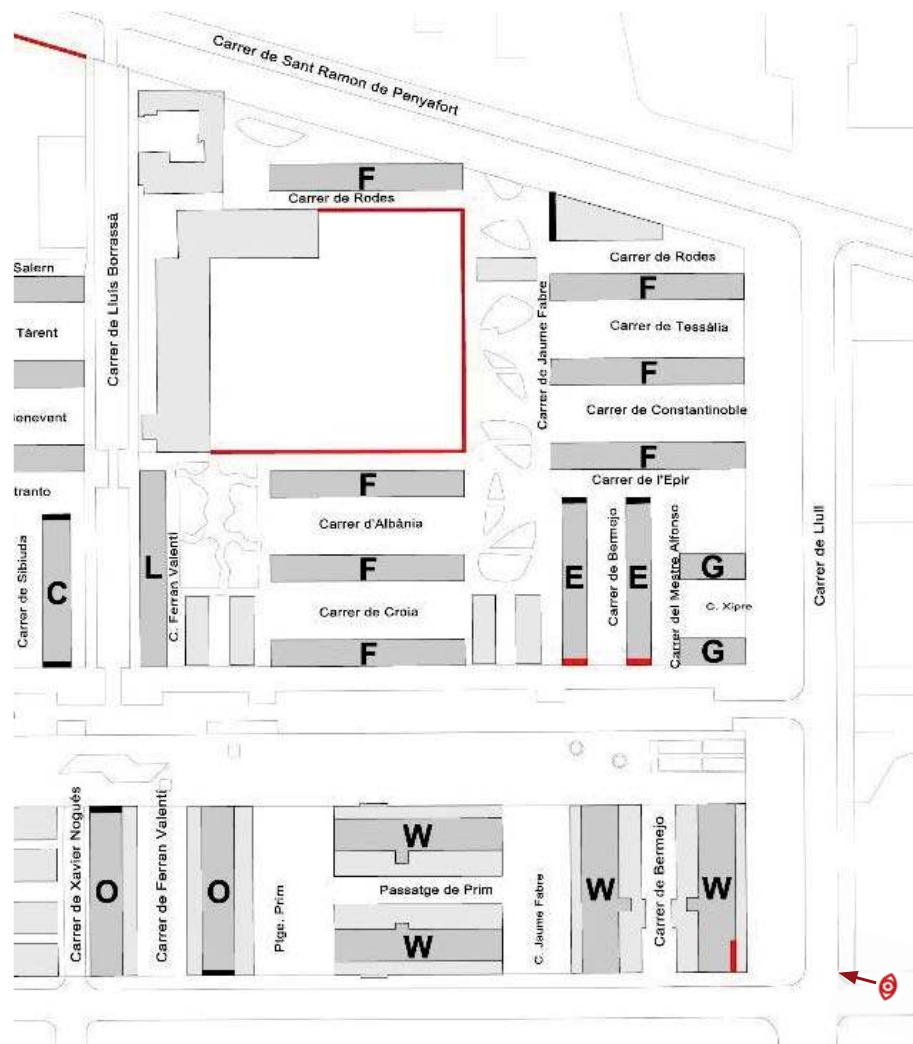 Carrer de Sant Ramon de Penyafort
F
Carrer de Rodes
Carrer de Lluís Borrassà
Salern
Tàrent
Benevent
tranto
Carrer de Rodes
F
Carrer de Jaume Fabre
Carrer de Tessàlia
F
Carrer de Constantinoble
F
Carrer de l'Epir
F
Carrer d'Albània
F
Carrer de Croia
F
Carrer de Sibiuda
C
L
C. Ferran Valentí
E
Carrer de Bermejo
E
Carrer del Mestre Alfonso
G
C. Xipre
G
Carrer de Llull
Carrer de Xavier Nogués
O
Carrer de Ferran Valentí
O
Ptge. Prim
W
Passatge de Prim
W
C. Jaume Fabre
W
Carrer de Bermejo
W